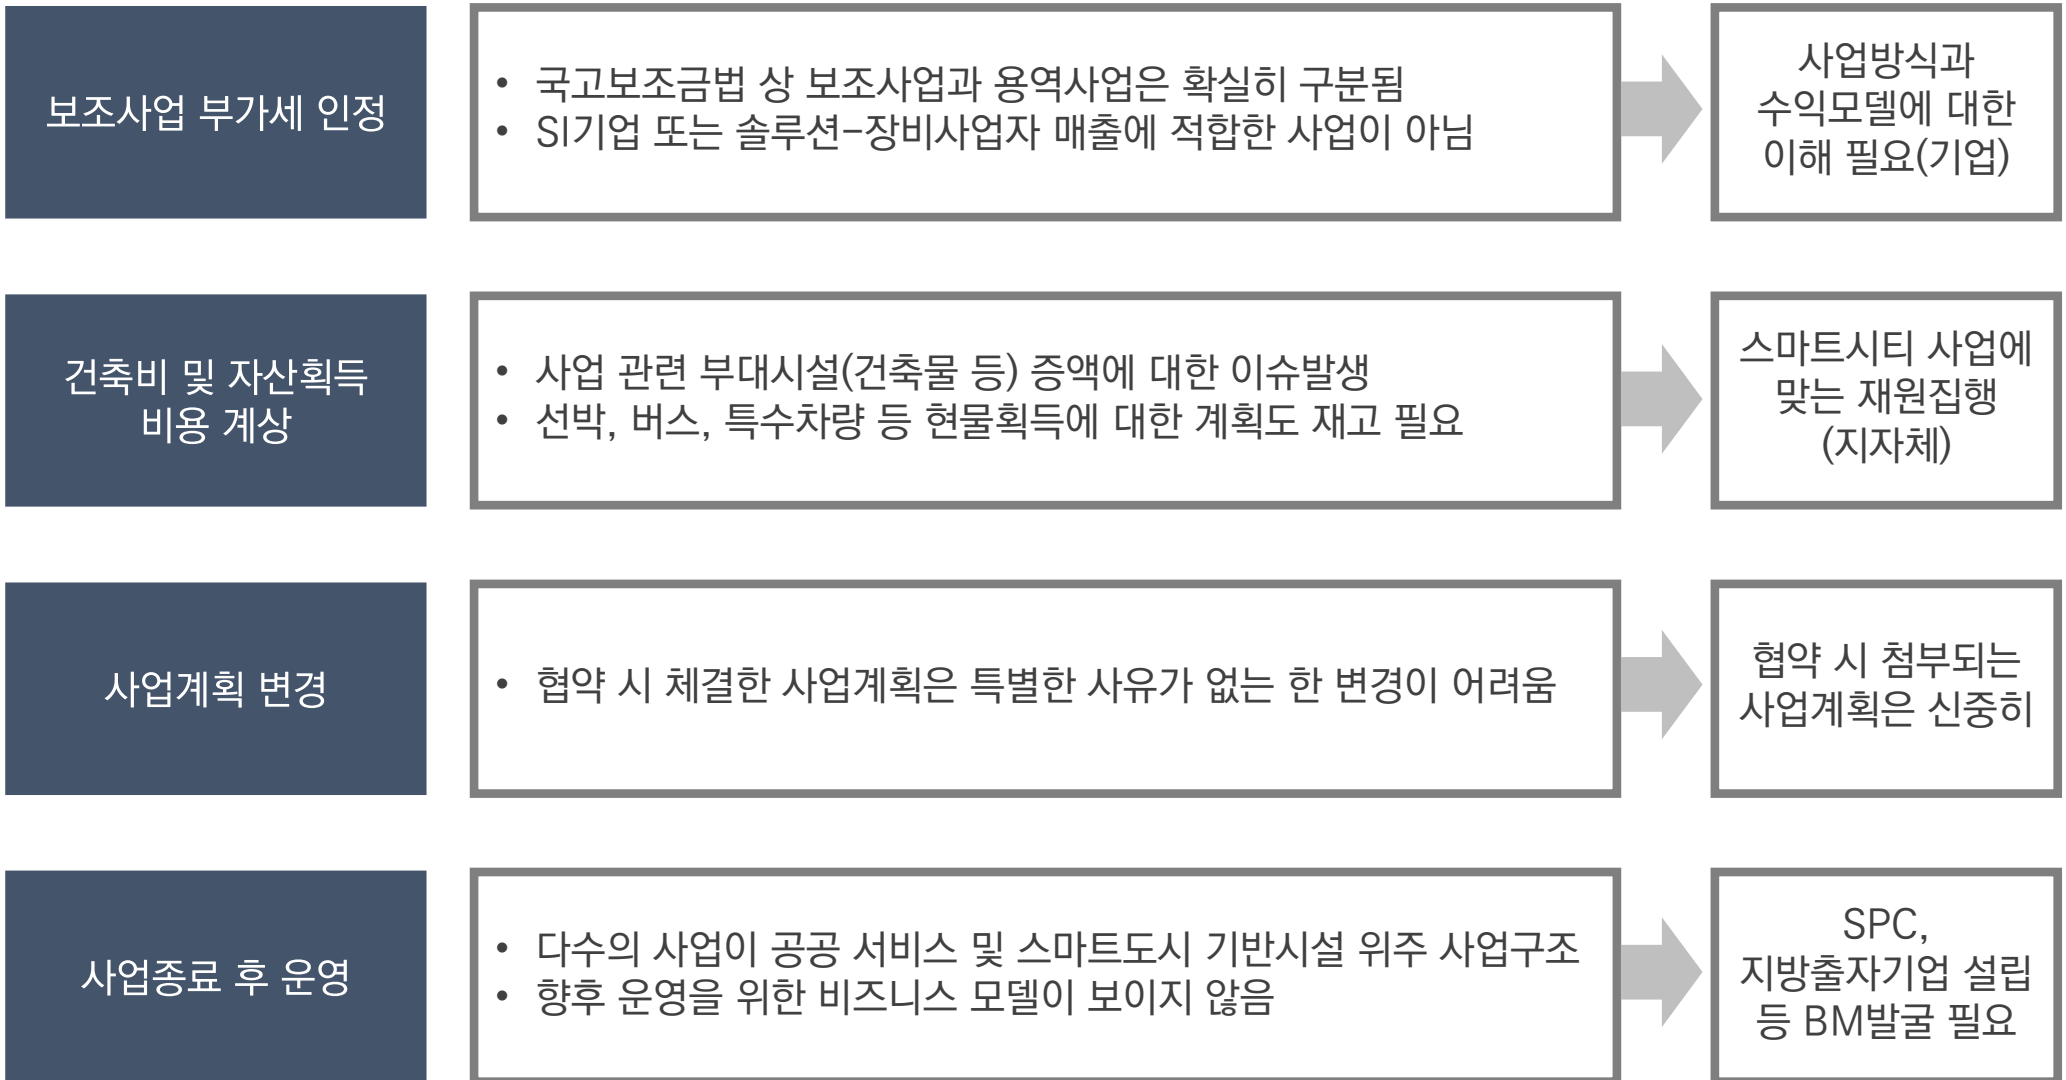 보조사업 부가세 인정
• 국고보조금법 상 보조사업과 용역사업은 확실히 구분됨
• SI기업 또는 솔루션-장비사업자 매출에 적합한 사업이 아님
사업방식과
수익모델에 대한
이해 필요(기업)
건축비 및 자산획득
비용 계상
• 사업 관련 부대시설(건축물 등) 증액에 대한 이슈발생
• 선박, 버스, 특수차량 등 현물획득에 대한 계획도 재고 필요
스마트시티 사업에
맞는 재원집행
(지자체)
사업계획 변경
• 협약 시 체결한 사업계획은 특별한 사유가 없는 한 변경이 어려움
협약 시 첨부되는
사업계획은 신중히
사업종료 후 운영
• 다수의 사업이 공공 서비스 및 스마트도시 기반시설 위주 사업구조
• 향후 운영을 위한 비즈니스 모델이 보이지 않음
SPC,
지방출자기업 설립
등 BM발굴 필요